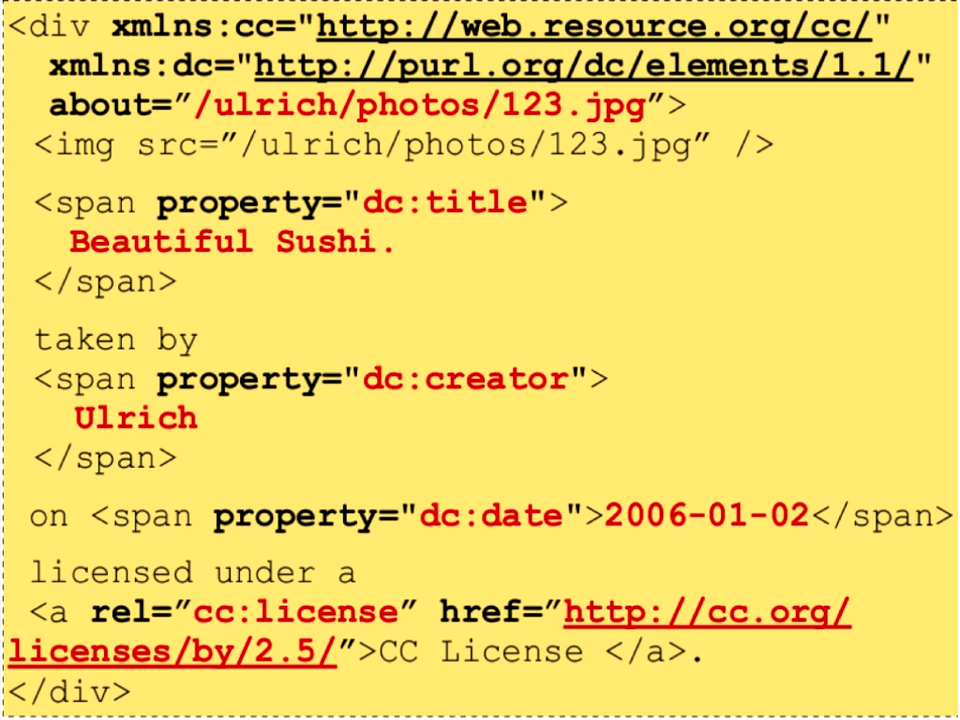 <div xmlns:cc="http://web.resource.org/cc/"
xmlns:dc="http://purl.org/dc/elements/1.1/"
about=”/ulrich/photos/123.jpg”>
<img src=”/ulrich/photos/123.jpg” />
<span property="dc:title">
Beautiful Sushi.
</span>
taken by
<span property="dc:creator">
Ulrich
</span>
on <span property="dc:date">2006-01-02</span>
licensed under a
<a rel=”cc:license” href=”http://cc.org/
licenses/by/2.5/”>CC License </a>.
</div>